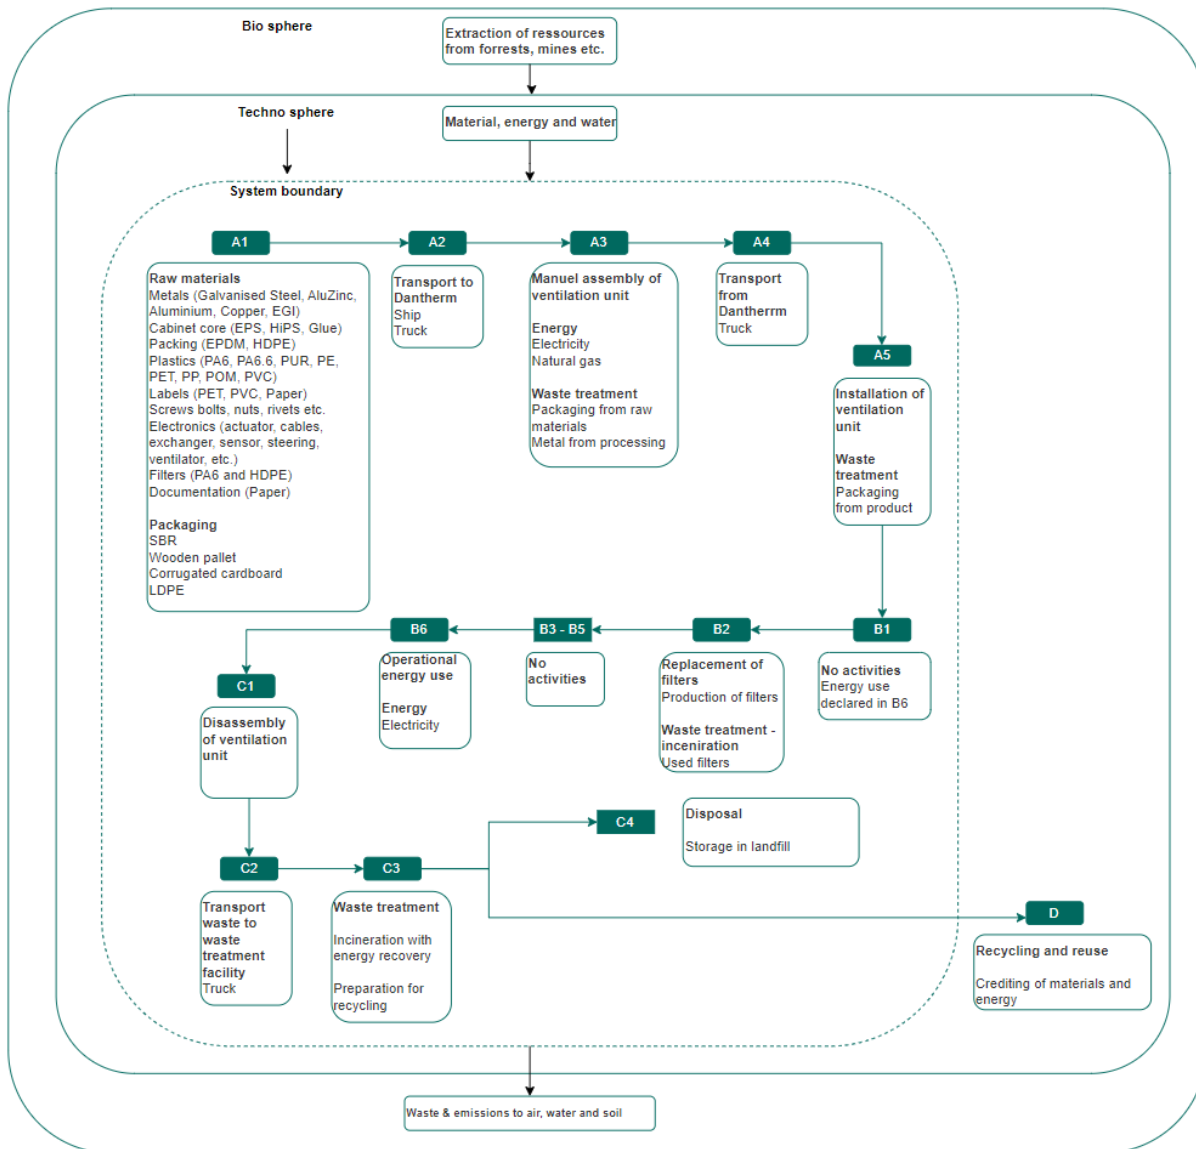 Bio sphere
Extraction of ressources
from forrests, mines etc.
Techno sphere
Material, energy and water
System boundary
A1
A2
A3
A4
Raw materials
Metals (Galvanised Steel, AluZinc,
Aluminium, Copper, EGI)
Cabinet core (EPS, HiPS, Glue)
Packing (EPDM, HDPE)
Plastics (PA6, PA6.6, PUR, PE,
PET, PP, POM, PVC)
Labels (PET, PVC, Paper)
Screws bolts, nuts, rivets etc.
Electronics (actuator, cables,
exchanger, sensor, steering,
ventilator, etc.)
Filters (PA6 and HDPE)
Documentation (Paper)
Packaging
SBR
Wooden pallet
Corrugated cardboard
LDPE
Transport to
Dantherm
Ship
Truck
Manuel assembly of
ventilation unit
Energy
Electricity
Natural gas
Waste treatment
Packaging from raw
materials
Metal from processing
Transport
from
Dantherrm
Truck
A5
Installation of
ventilation
unit
Waste
treatment
Packaging
from product
B6
B3 - B5
B2
B1
Operational
energy use
Energy
Electricity
No
activities
Replacement of
filters
Production of filters
Waste treatment -
inceniration
Used filters
No activities
Energy use
declared in B6
C1
Disassembly
of ventilation
unit
C4
Disposal
Storage in landfill
C2
C3
Transport
waste to
waste
treatment
facility
Truck
Waste treatment
Incineration with
energy recovery
Preparation for
recycling
D
Recycling and reuse
Crediting of materials and
energy
Waste & emissions to air, water and soil